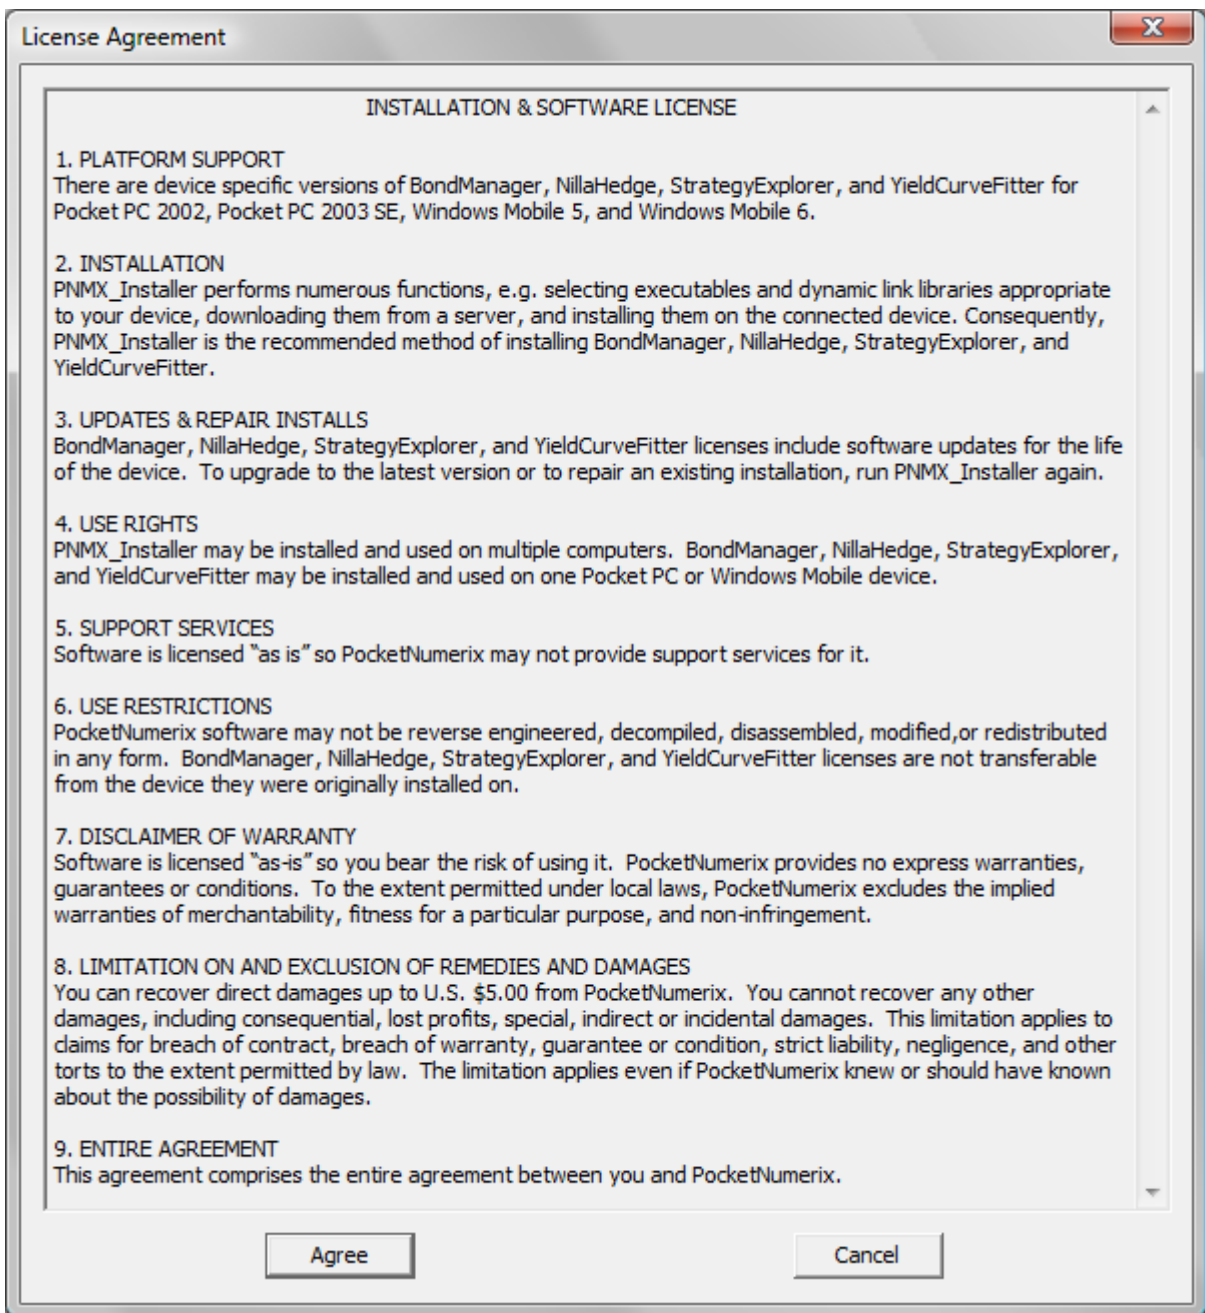 License Agreement
X
INSTALLATION & SOFTWARE LICENSE
1. PLATFORM SUPPORT
There are device specific versions of BondManager, NillaHedge, StrategyExplorer, and YieldCurveFitter for
Pocket PC 2002, Pocket PC 2003 SE, Windows Mobile 5, and Windows Mobile 6.
2. INSTALLATION
PNMX_Installer performs numerous functions, e.g. selecting executables and dynamic link libraries appropriate
to your device, downloading them from a server, and installing them on the connected device. Consequently,
PNMX_Installer is the recommended method of installing BondManager, NillaHedge, StrategyExplorer, and
YieldCurveFitter.
3. UPDATES & REPAIR INSTALLS
BondManager, NillaHedge, StrategyExplorer, and YieldCurveFitter licenses include software updates for the life
of the device.  To upgrade to the latest version or to repair an existing installation, run PNMX_Installer again.
4. USE RIGHTS
PNMX_Installer may be installed and used on multiple computers.  BondManager, NillaHedge, StrategyExplorer,
and YieldCurveFitter may be installed and used on one Pocket PC or Windows Mobile device.
5. SUPPORT SERVICES
Software is licensed “as is” so PocketNumerix may not provide support services for it.
6. USE RESTRICTIONS
PocketNumerix software may not be reverse engineered, decompiled, disassembled, modified,or redistributed
in any form.  BondManager, NillaHedge, StrategyExplorer, and YieldCurveFitter licenses are not transferable
from the device they were originally installed on.
7. DISCLAIMER OF WARRANTY
Software is licensed “as-is” so you bear the risk of using it.  PocketNumerix provides no express warranties,
guarantees or conditions.  To the extent permitted under local laws, PocketNumerix excludes the implied
warranties of merchantability, fitness for a particular purpose, and non-infringement.
8. LIMITATION ON AND EXCLUSION OF REMEDIES AND DAMAGES
You can recover direct damages up to U.S. $5.00 from PocketNumerix.  You cannot recover any other
damages, including consequential, lost profits, special, indirect or incidental damages.  This limitation applies to
claims for breach of contract, breach of warranty, guarantee or condition, strict liability, negligence, and other
torts to the extent permitted by law.  The limitation applies even if PocketNumerix knew or should have known
about the possibility of damages.
9. ENTIRE AGREEMENT
This agreement comprises the entire agreement between you and PocketNumerix.
Agree
Cancel